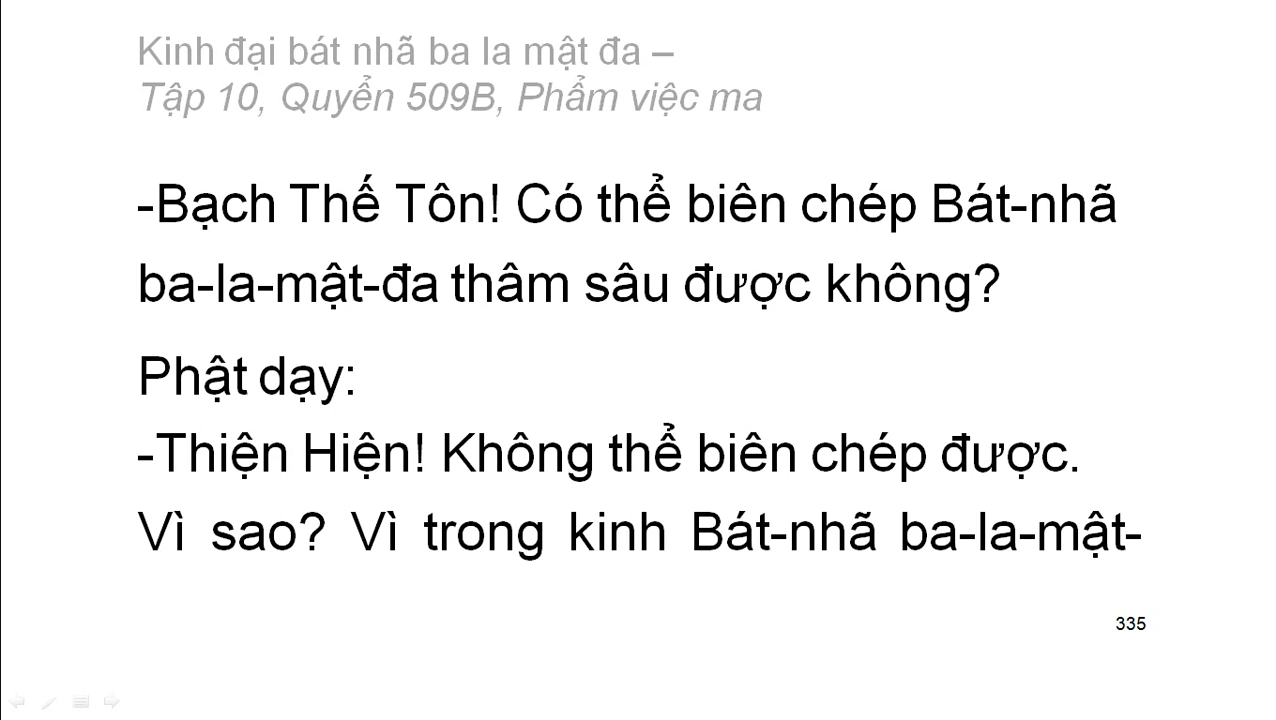 Kinh đại bát nhã ba la mật đa –
Tập 10, Quyển 509B, Phẩm việc ma
-Bạch Thế Tôn! Có thể biên chép Bát-nhã
ba-la-mật-đa thâm sâu được không?
Phật dạy:
-Thiện Hiện! Không thể biên chép được.
Vì sao? Vì trong kinh Bát-nhã ba-la-mật-
335